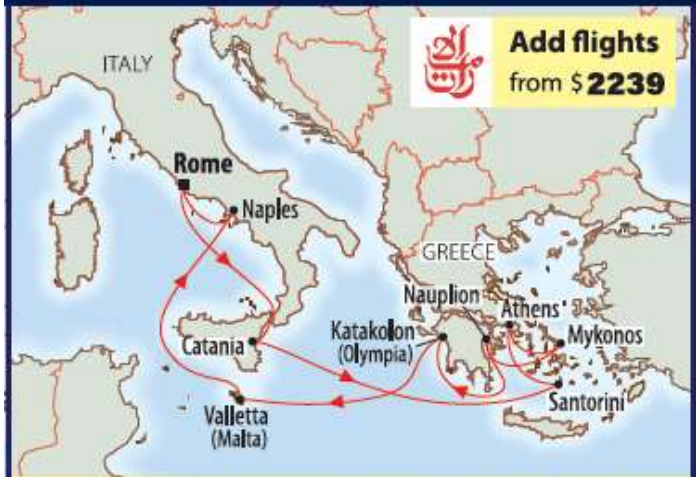 ITALY
Add flights
from $2239
Rome
Naples
GREECE
Nauplion
Athens
Katakolon
(Olympia)
Mykonos
Catania
Santorini
Valletta
(Malta)